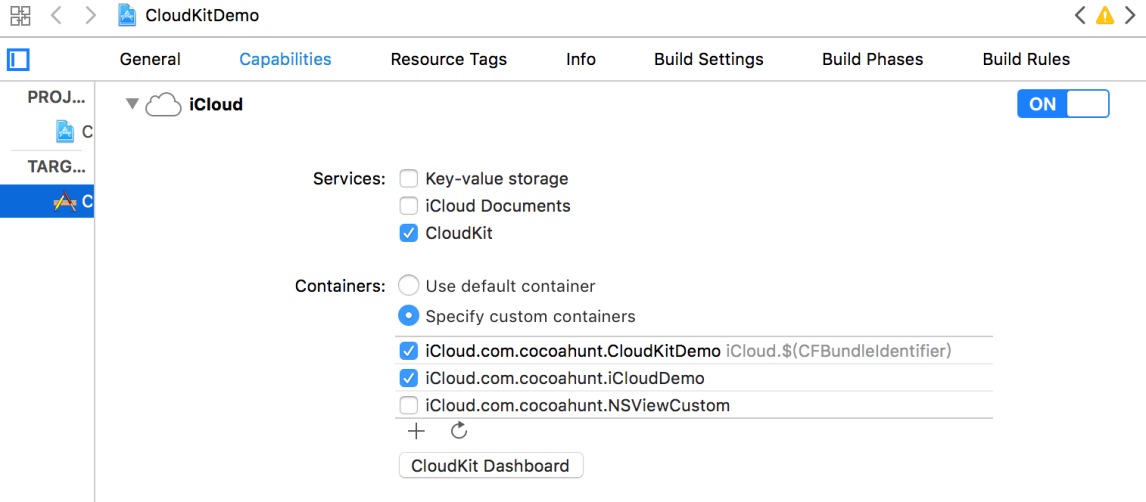 CloudKitDemo
General Capabilities Resource Tags Info Build Settings Build Phases Build Rules
PROJ...
iCloud ON
C
TARG...
Services: Key-value storage
C iCloud Documents
CloudKit
Containers: Use default container
Specify custom containers
iCloud.com.cocoahunt.CloudKitDemo iCloud.$(CFBundleIdentifier)
iCloud.com.cocoahunt.iCloudDemo
iCloud.com.cocoahunt.NSViewCustom
CloudKit Dashboard